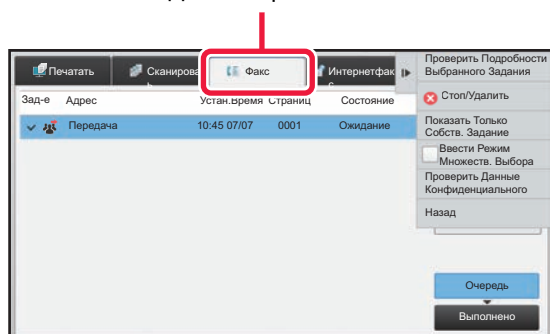 Печатать
Сканирова
ь
Факс
Интернетфак
с
Зад-е Адрес Устан.Время Страниц Состояние
Передача 10:45 07/07 0001 Ожидание
Проверить Подробности
Выбранного Задания
Стоп/Удалить
Показать Только
Собств. Задание
Ввести Режим
Множеств. Выбора
Проверить Данные
Конфиденциального
Назад
Очередь
Выполнено